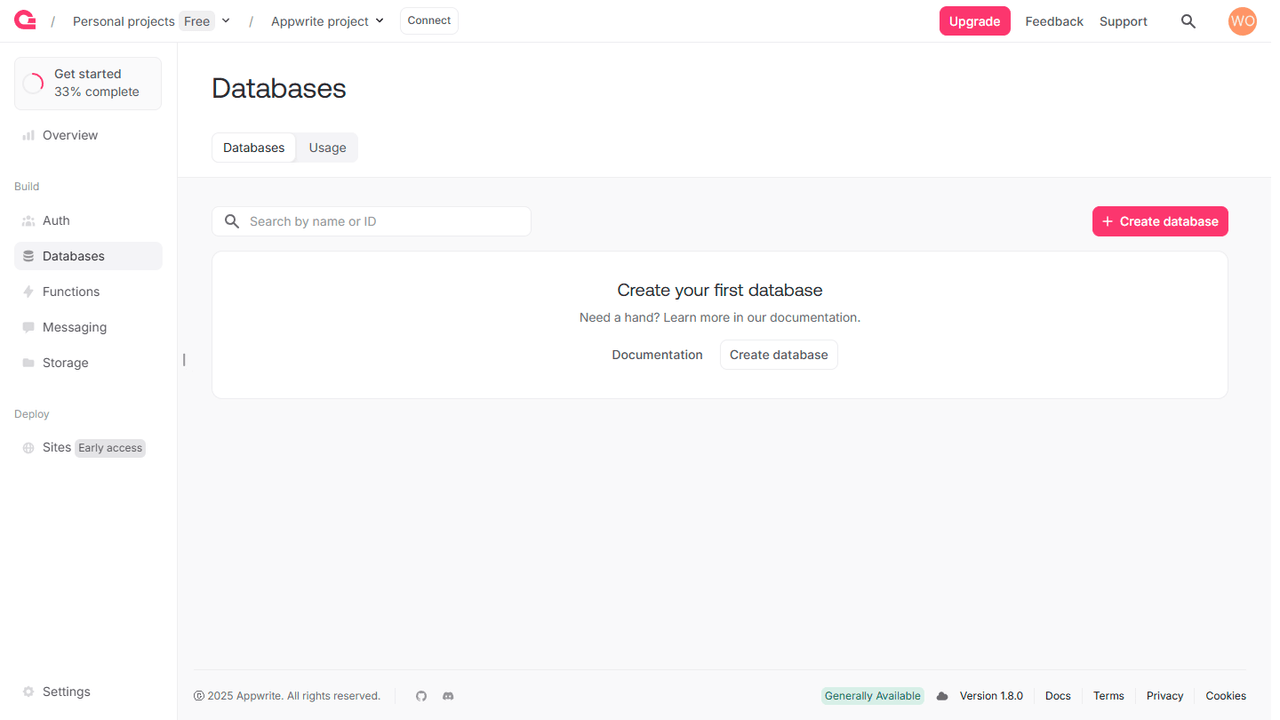 / Personal projects Free / Appwrite project Connect Upgrade Feedback Support WO
Get started
33% complete
Overview
Build
Auth
Databases
Functions
Messaging
Storage
Deploy
Sites Early access
Settings
Databases
Databases Usage
Search by name or ID
+ Create database
Create your first database
Need a hand? Learn more in our documentation.
Documentation Create database
© 2025 Appwrite. All rights reserved. Generally Available Version 1.8.0 Docs Terms Privacy Cookies